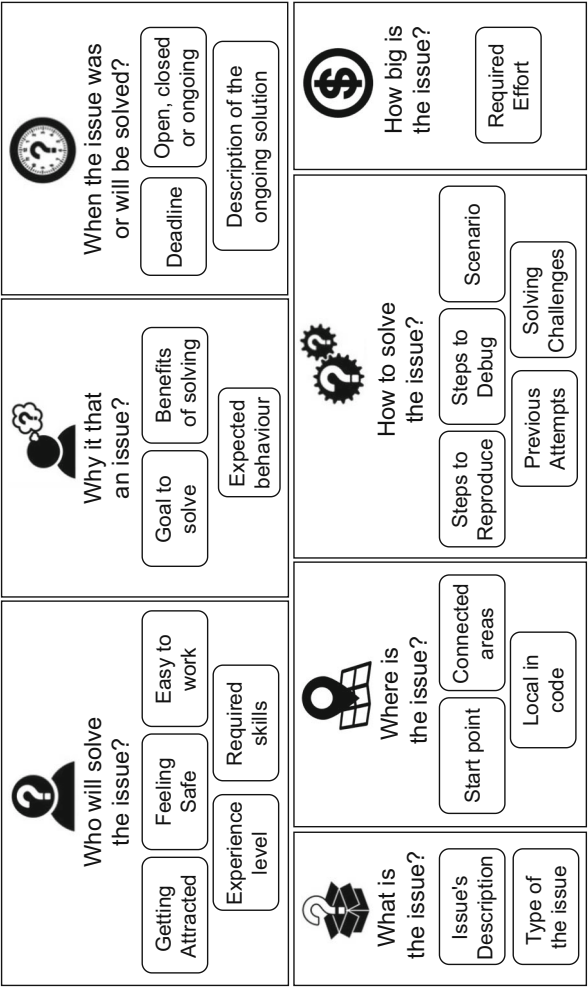 Who will solve
the issue?
Getting
Attracted
Feeling
Safe
Easy to
work
Experience
level
Required
skills
Why it that
an issue?
Goal to
solve
Benefits
of solving
Expected
behaviour
When the issue was
or will be solved?
Deadline
Open, closed
or ongoing
Description of the
ongoing solution
What is
the issue?
Issue's
Description
Type of
the issue
Where is
the issue?
Start point
Connected
areas
Local in
code
How to solve
the issue?
Steps to
Reproduce
Steps to
Debug
Scenario
Previous
Attempts
Solving
Challenges
How big is
the issue?
Required
Effort